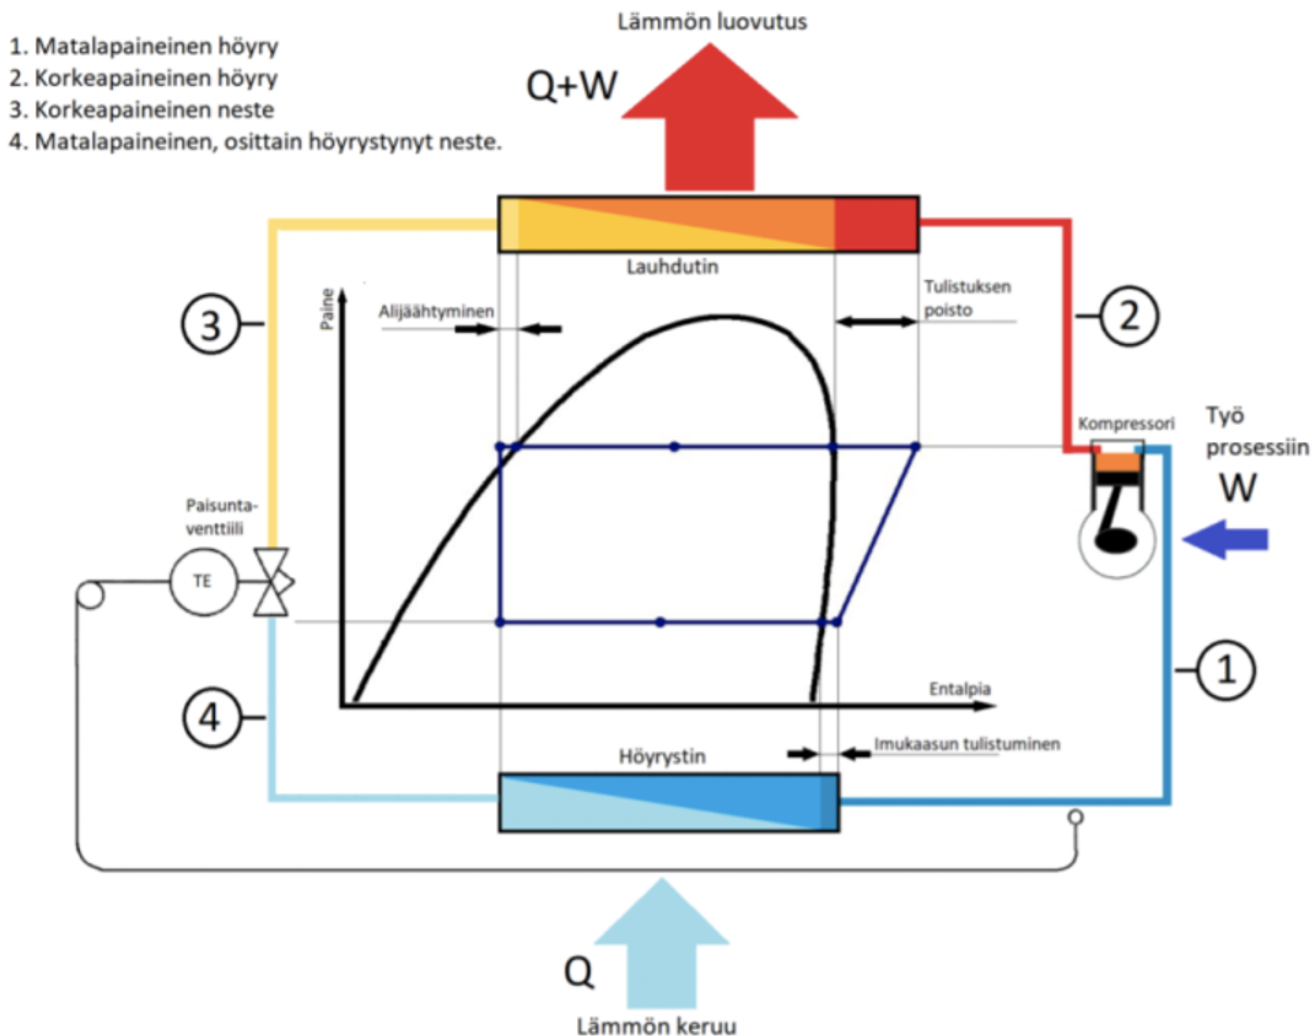 Lämmön luovutus
1. Matalapaineinen höyry
2. Korkeapaineinen höyry
3. Korkeapaineinen neste
4. Matalapaineinen, osittain höyrystynyt neste.
Q+W
Lauhdutin
Paine
Alijäähtyminen
Tulistuksen
poisto
3
2
Kompressori
Työ
prosessiin
W
Paisunta-
venttiili
TE
1
Entalpia
4
Imukaasun tulistuminen
Höyrystin
Q
Lämmön keruu